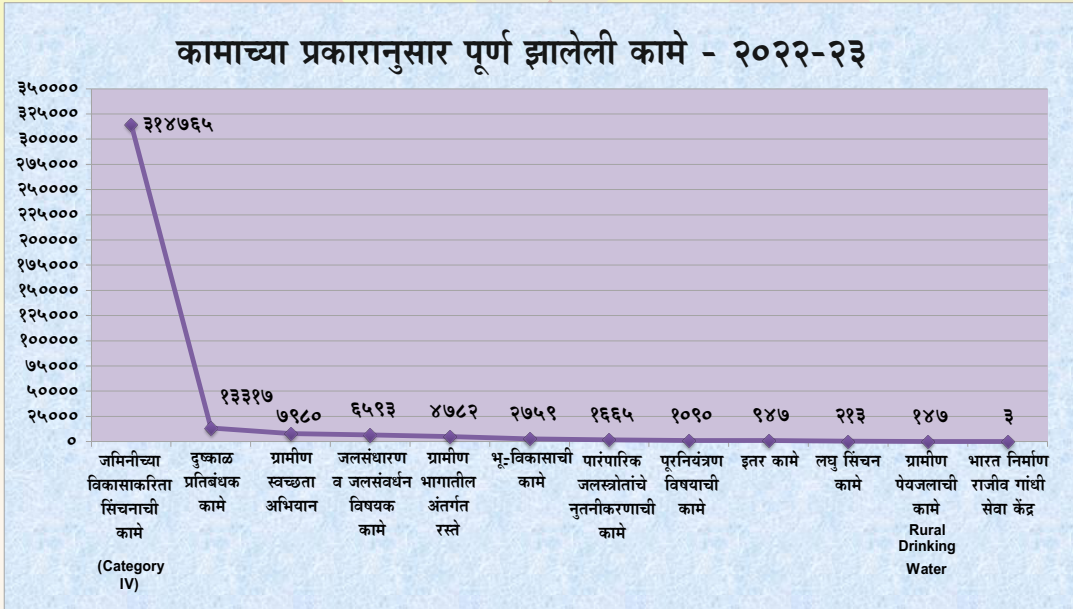 कामाच्या प्रकारानुसार पूर्ण झालेली कामे - २०२२-२३
३५००००
३२५०००
३०००००
२७५०००
२५००००
२२५०००
२०००००
१७५०००
१५००००
१२५०००
१०००००
७५०००
५००००
२५०००
०
३१४७६५
१३३१७
७९८०
६५९३
४७८२
२७५९
१६६५
१०९०
९४७
२१३
१४७
३
जमिनीच्या
विकासाकरिता
सिंचनाची
कामे
(Category
IV)
दुष्काळ
प्रतिबंधक
कामे
ग्रामीण
स्वच्छता
अभियान
जलसंधारण
व जलसंवर्धन
विषयक
कामे
ग्रामीण
भागातील
अंतर्गत
रस्ते
भू-विकासाची
कामे
पारंपारिक
जलस्त्रोतांचे
नुतनीकरणाची
कामे
पूरनियंत्रण
विषयाची
कामे
इतर कामे
लघु सिंचन
कामे
ग्रामीण
पेयजलाची
कामे
Rural
Drinking
Water
भारत निर्माण
राजीव गांधी
सेवा केंद्र